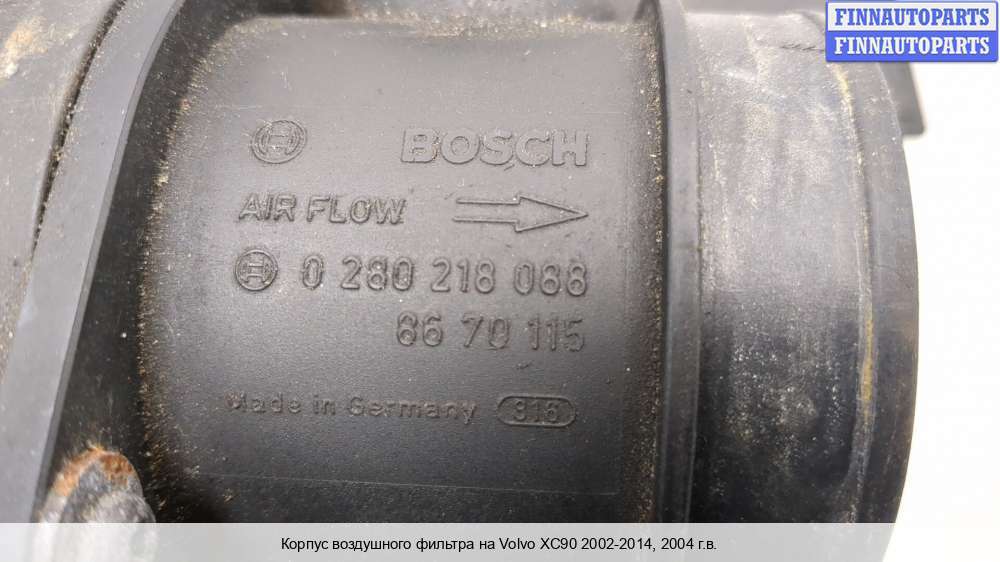 FINNAUTOPARTS
FINNAUTOPARTS
BOSCH
AIR FLOW
0 280 218 088
86 70 115
Made in Germany 816
Корпус воздушного фильтра на Volvo XC90 2002-2014, 2004 г.в.